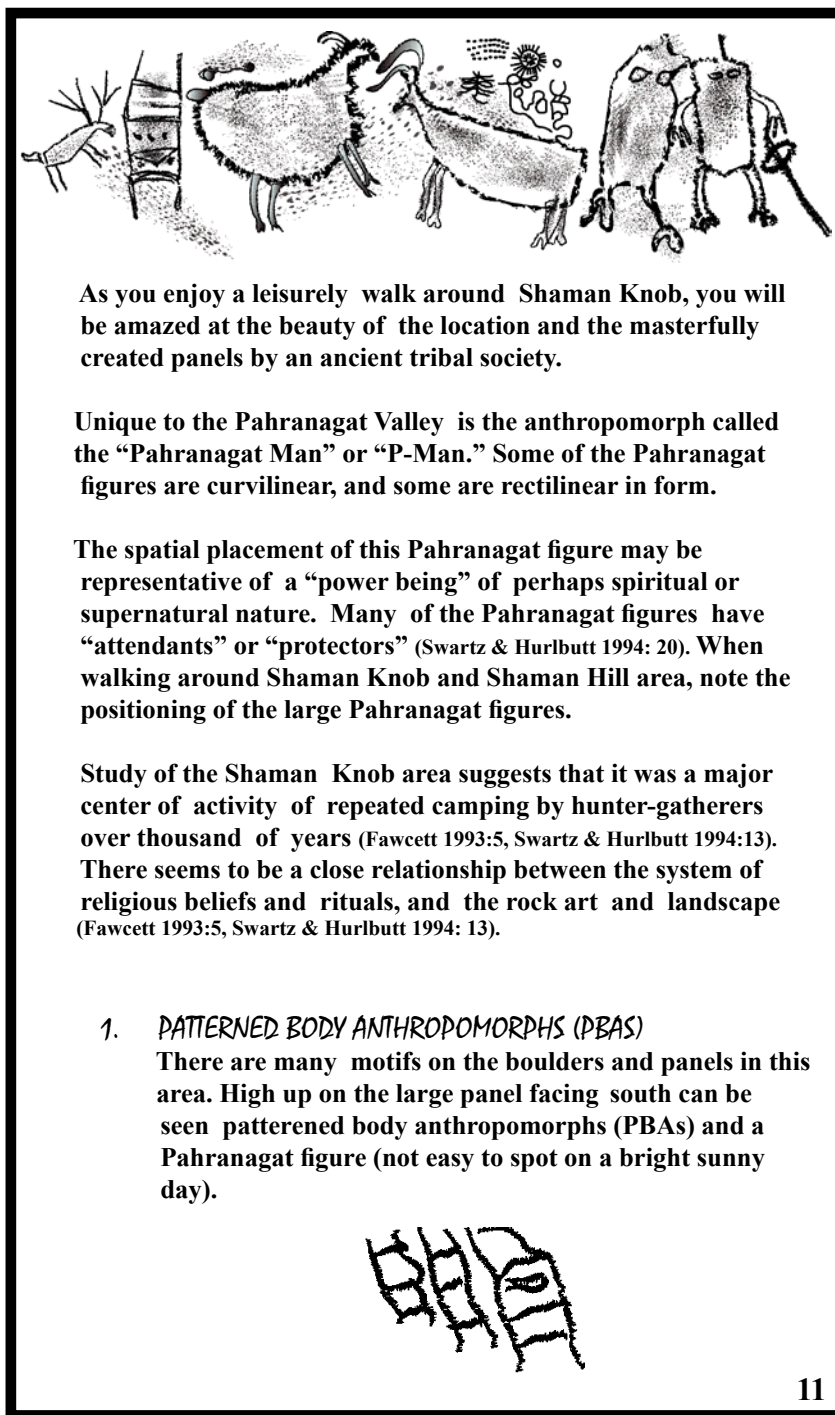 As you enjoy a leisurely walk around Shaman Knob, you will
be amazed at the beauty of the location and the masterfully
created panels by an ancient tribal society.
Unique to the Pahranagat Valley is the anthropomorph called
the “Pahranagat Man” or “P-Man.” Some of the Pahranagat
figures are curvilinear, and some are rectilinear in form.
The spatial placement of this Pahranagat figure may be
representative of a “power being” of perhaps spiritual or
supernatural nature. Many of the Pahranagat figures have
“attendants” or “protectors” (Swartz & Hurlbutt 1994: 20). When
walking around Shaman Knob and Shaman Hill area, note the
positioning of the large Pahranagat figures.
Study of the Shaman Knob area suggests that it was a major
center of activity of repeated camping by hunter-gatherers
over thousand of years (Fawcett 1993:5, Swartz & Hurlbutt 1994:13).
There seems to be a close relationship between the system of
religious beliefs and rituals, and the rock art and landscape
(Fawcett 1993:5, Swartz & Hurlbutt 1994: 13).
1. PATTERNED BODY ANTHROPOMORPHS (PBAS)
There are many motifs on the boulders and panels in this
area. High up on the large panel facing south can be
seen patterened body anthropomorphs (PBAs) and a
Pahranagat figure (not easy to spot on a bright sunny
day).
11